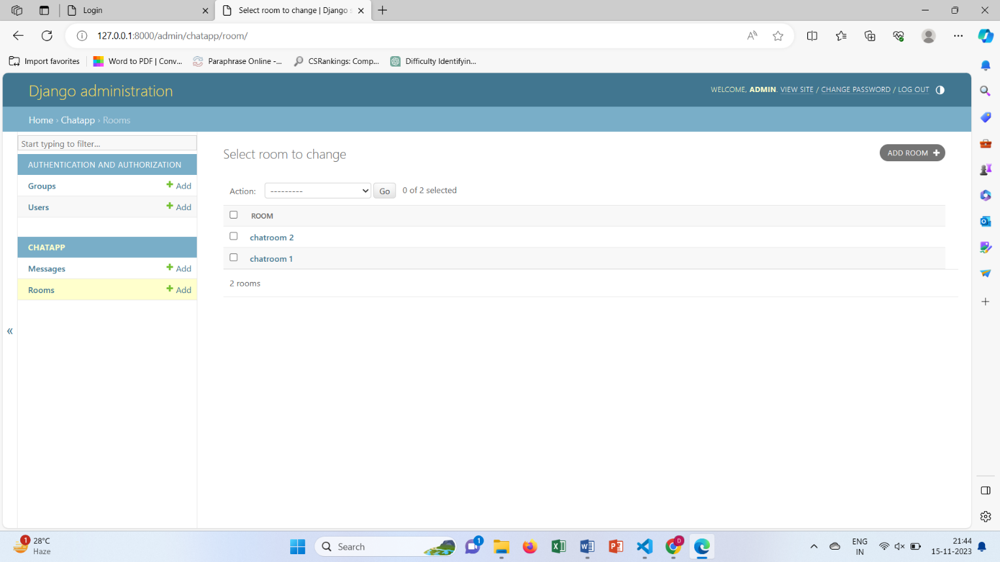 Login
Select room to change | Django s
127.0.0.1:8000/admin/chatapp/room/
Import favorites
Word to PDF | Conv...
Paraphrase Online -...
CSRankings: Comp...
Difficulty Identifyin...
Django administration
WELCOME, ADMIN. VIEW SITE / CHANGE PASSWORD / LOG OUT
Home › Chatapp › Rooms
Start typing to filter...
AUTHENTICATION AND AUTHORIZATION
Groups
Add
Users
Add
CHATAPP
Messages
Add
Rooms
Add
«
Select room to change
ADD ROOM +
Action:
---------
Go
0 of 2 selected
ROOM
chatroom 2
chatroom 1
2 rooms
1
28°C
Haze
Search
1
D
ENG
IN
21:44
15-11-2023